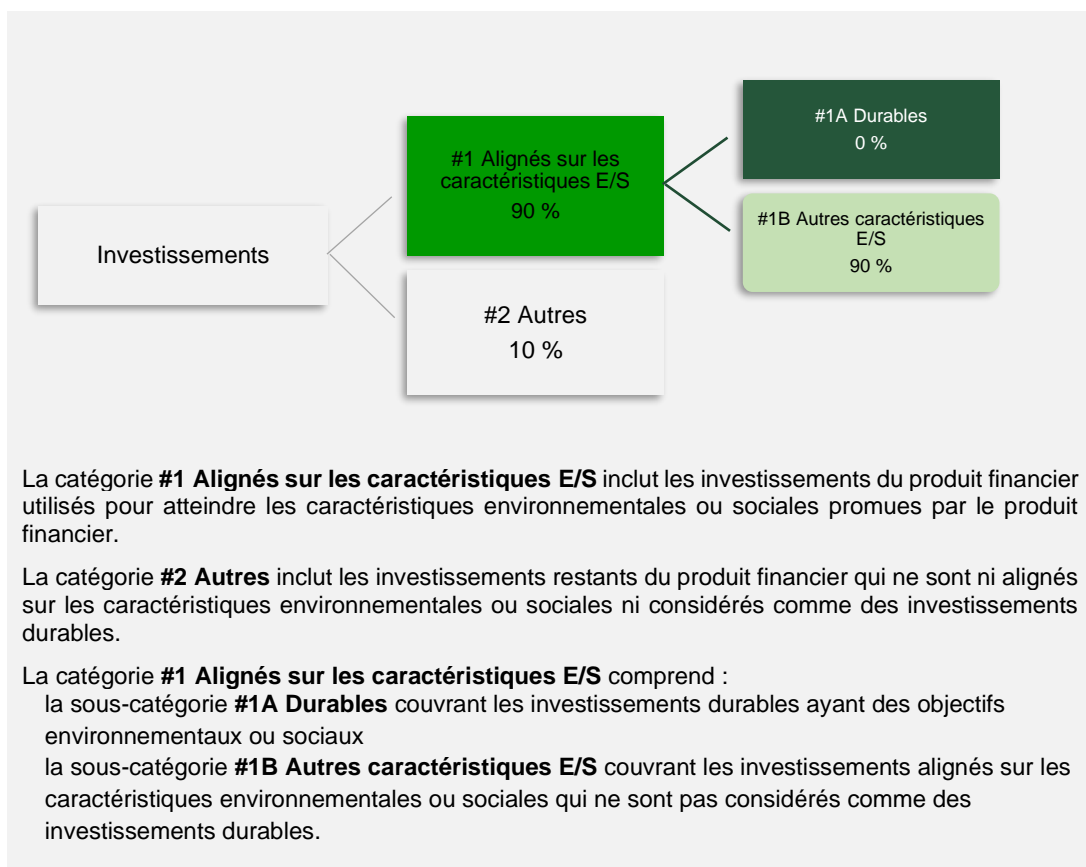 Investissements
#1 Alignés sur les
caractéristiques E/S
90 %
#2 Autres
10 %
#1A Durables
0 %
#1B Autres caractéristiques
E/S
90 %
La catégorie #1 Alignés sur les caractéristiques E/S inclut les investissements du produit financier
utilisés pour atteindre les caractéristiques environnementales ou sociales promues par le produit
financier.
La catégorie #2 Autres inclut les investissements restants du produit financier qui ne sont ni alignés
sur les caractéristiques environnementales ou sociales ni considérés comme des investissements
durables.
La catégorie #1 Alignés sur les caractéristiques E/S comprend :
la sous-catégorie #1A Durables couvrant les investissements durables ayant des objectifs
environnementaux ou sociaux
la sous-catégorie #1B Autres caractéristiques E/S couvrant les investissements alignés sur les
caractéristiques environnementales ou sociales qui ne sont pas considérés comme des
investissements durables.